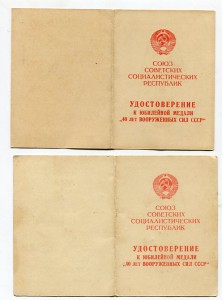 СОЮЗ
СОВЕТСКИХ
СОЦИАЛИСТИЧЕСКИХ
РЕСПУБЛИК
УДОСТОВЕРЕНИЕ
К ЮБИЛЕЙНОЙ МЕДАЛИ
„40 ЛЕТ ВООРУЖЕННЫХ СИЛ СССР"
СОЮЗ
СОВЕТСКИХ
СОЦИАЛИСТИЧЕСКИХ
РЕСПУБЛИК
УДОСТОВЕРЕНИЕ
К ЮБИЛЕЙНОЙ МЕДАЛИ
ЛЕТ ВООРУЖЕННЫХ СИЛ СССР"